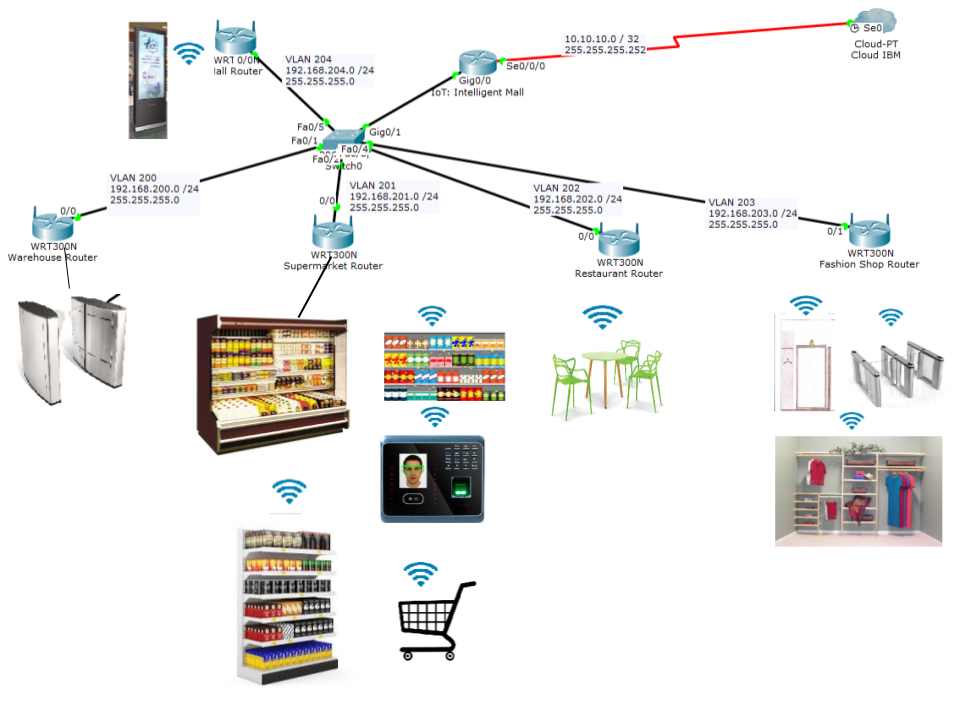 10.10.10.0 / 32
255.255.255.252
Se0
Cloud-PT
Cloud IBM
WRT 0/0N
all Router
VLAN 204
192.168.204.0 /24
255.255.255.0
Se0/0/0
Gig0/0
IoT: Intelligent Mall
Fa0/5
Gig0/1
Fa0/1
Fa0/4
Fa0/2
Switch0
VLAN 200
192.168.200.0 /24
255.255.255.0
VLAN 201
192.168.201.0 /24
255.255.255.0
VLAN 202
192.168.202.0 /24
255.255.255.0
VLAN 203
192.168.203.0 /24
255.255.255.0
0/0
WRT300N
Warehouse Router
0/0
WRT300N
Supermarket Router
0/0
WRT300N
Restaurant Router
0/1
WRT300N
Fashion Shop Router